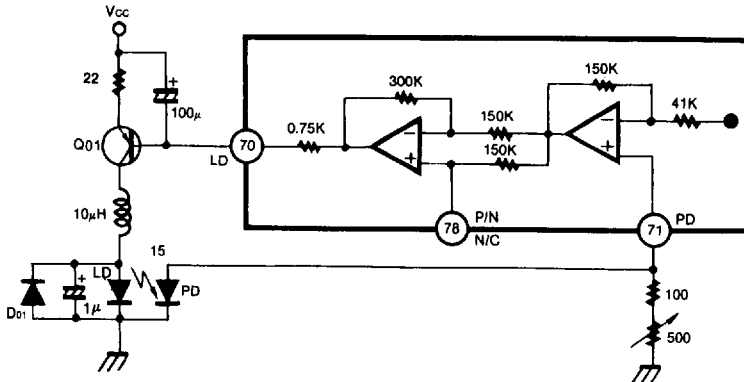 Vcc
22
+
100μ
Q01
LD
70
0.75K
300K
−
+
150K
150K
150K
−
+
41K
78
P/N
N/C
71
PD
10μH
15
LD
PD
+
1μ
D01
100
500